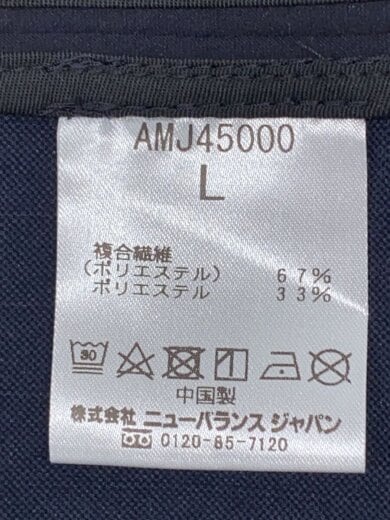 AMJ45000
L
複合繊維
(ポリエステル) 67%
ポリエステル 33%
30
中国製
株式会社 ニューバランス ジャパン
0120-85-7120